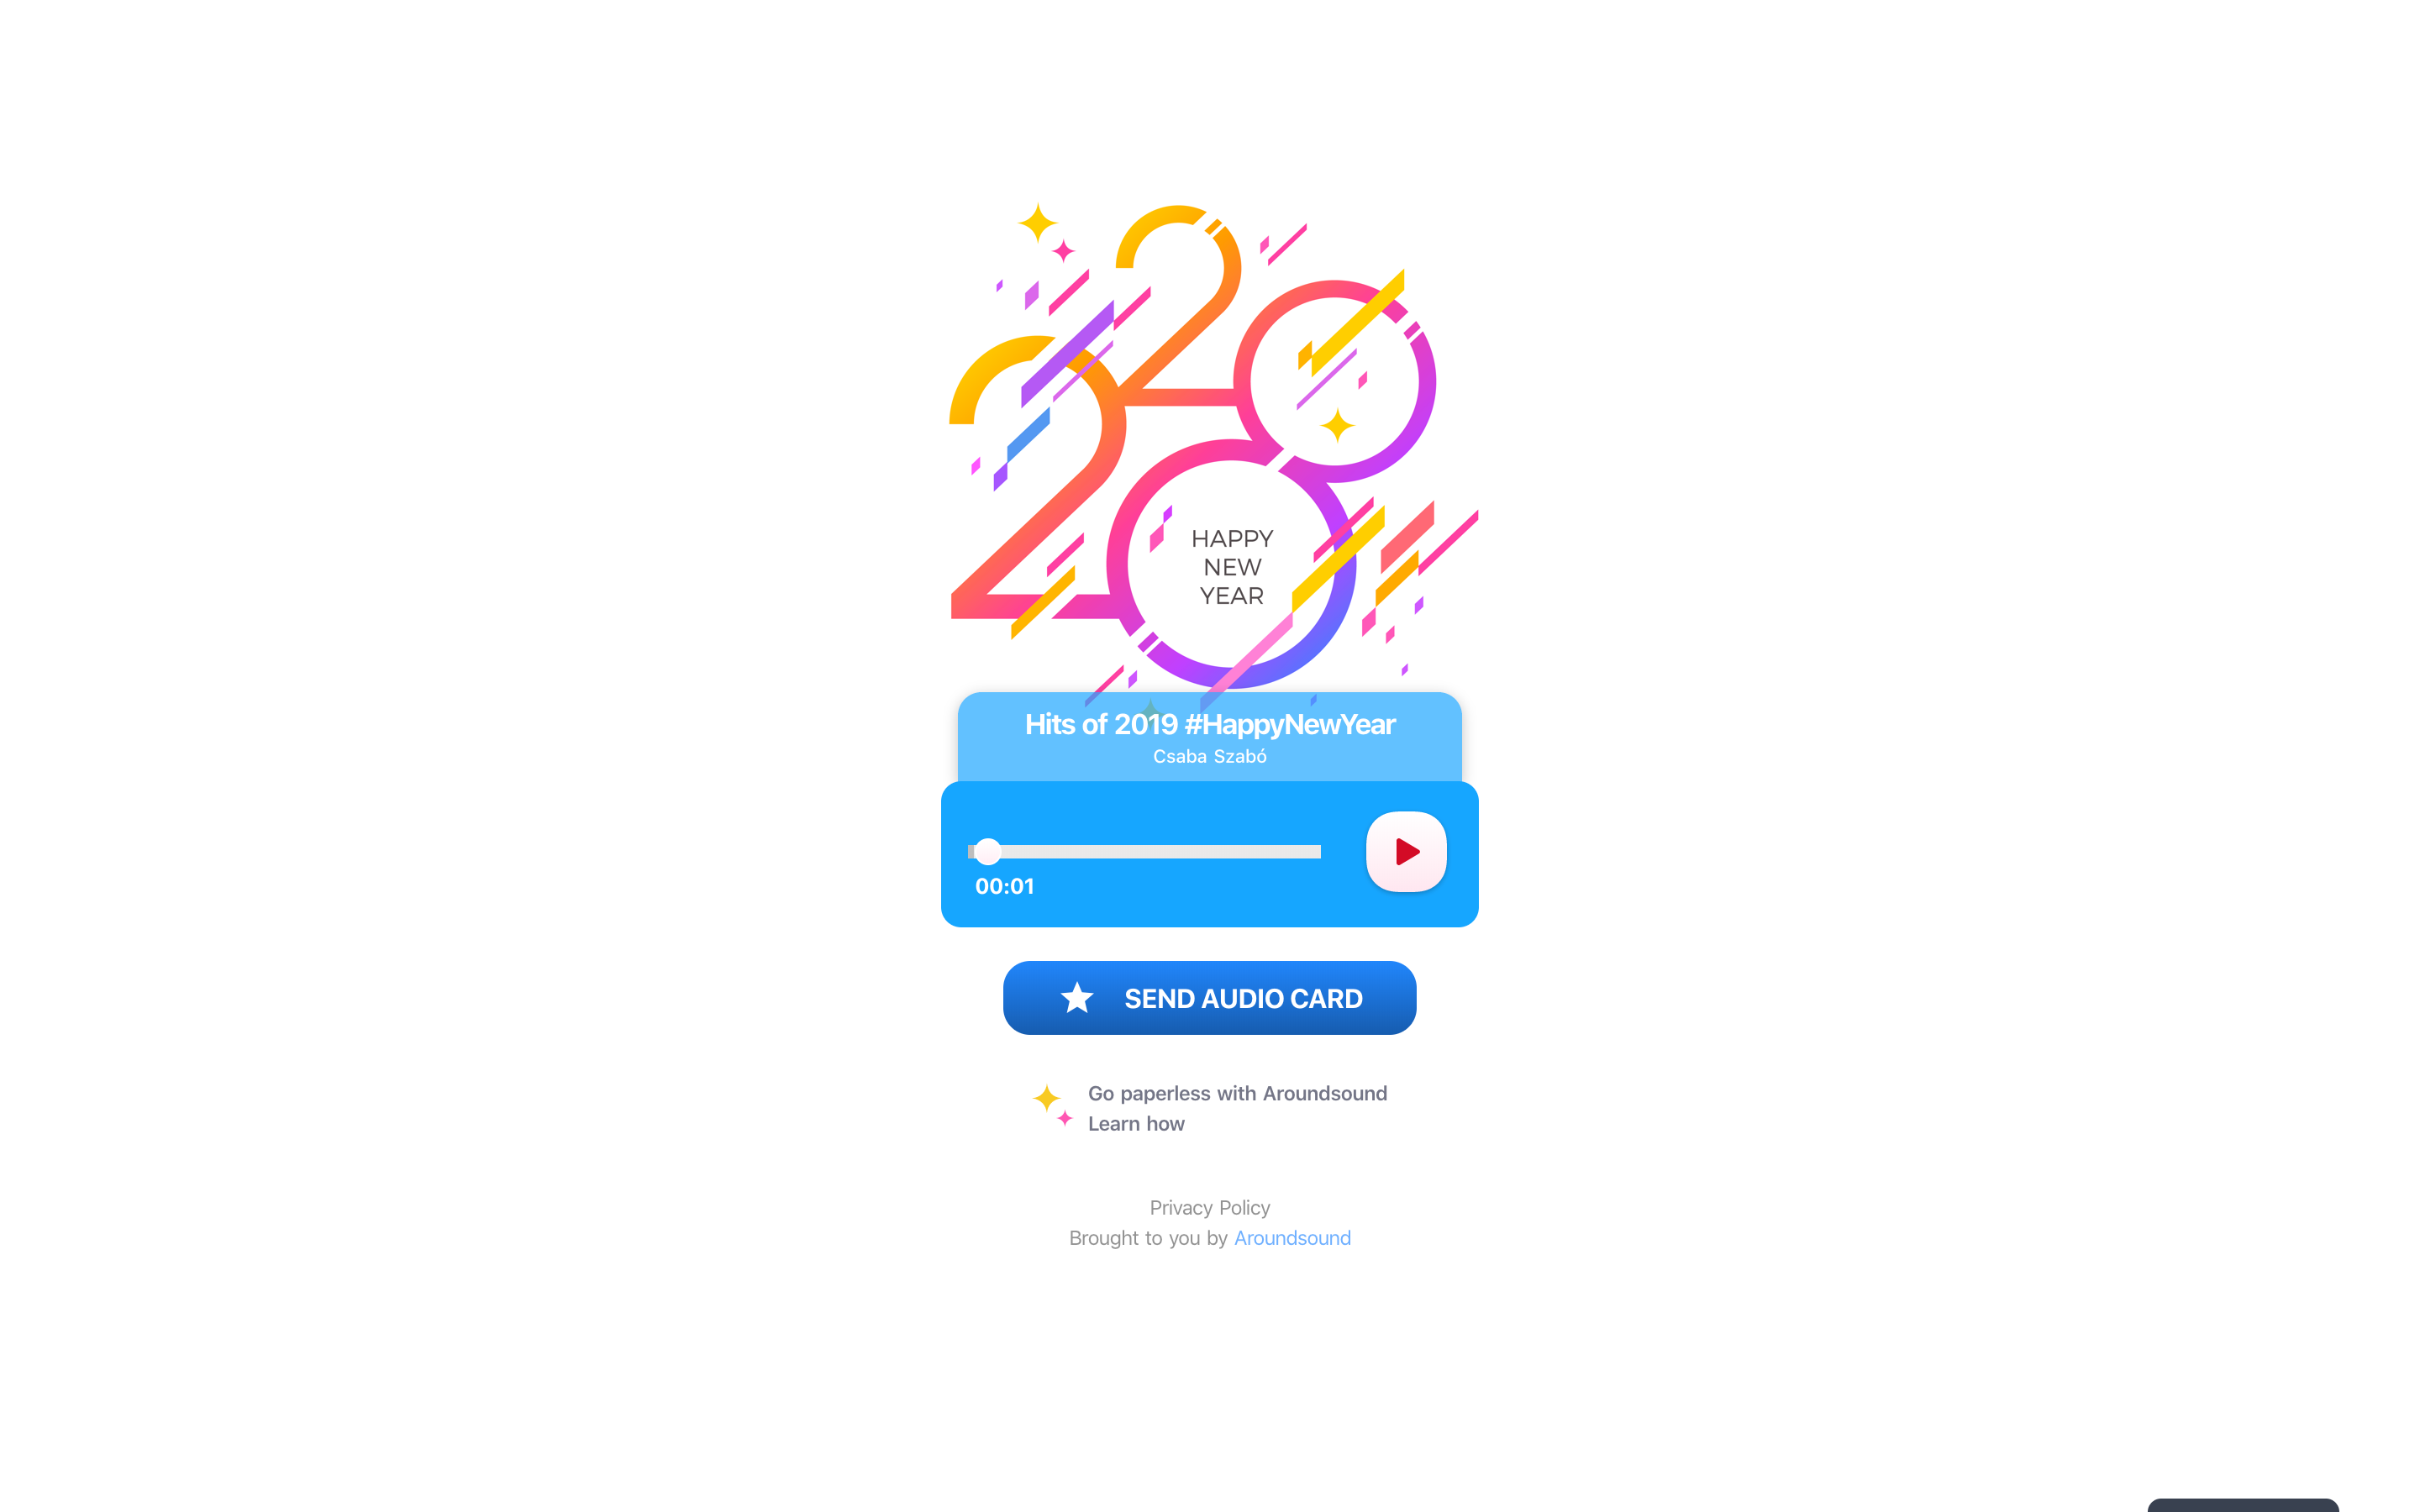 2020
HAPPY
NEW
YEAR
Hits of 2019 #HappyNewYear
Csaba Szabó
00:01
SEND AUDIO CARD
Go paperless with Aroundsound
Learn how
Privacy Policy
Brought to you by Aroundsound